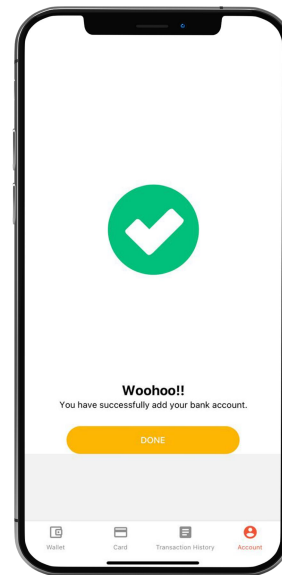 Woohoo!!
You have successfully add your bank account.
DONE
Wallet Card Transaction History Account